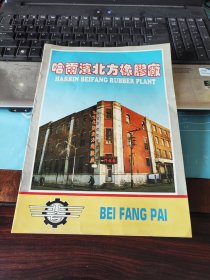 哈爾濱北方橡膠廠
HARBIN BEIFANG RUBBER PLANT
BEI FANG PAI